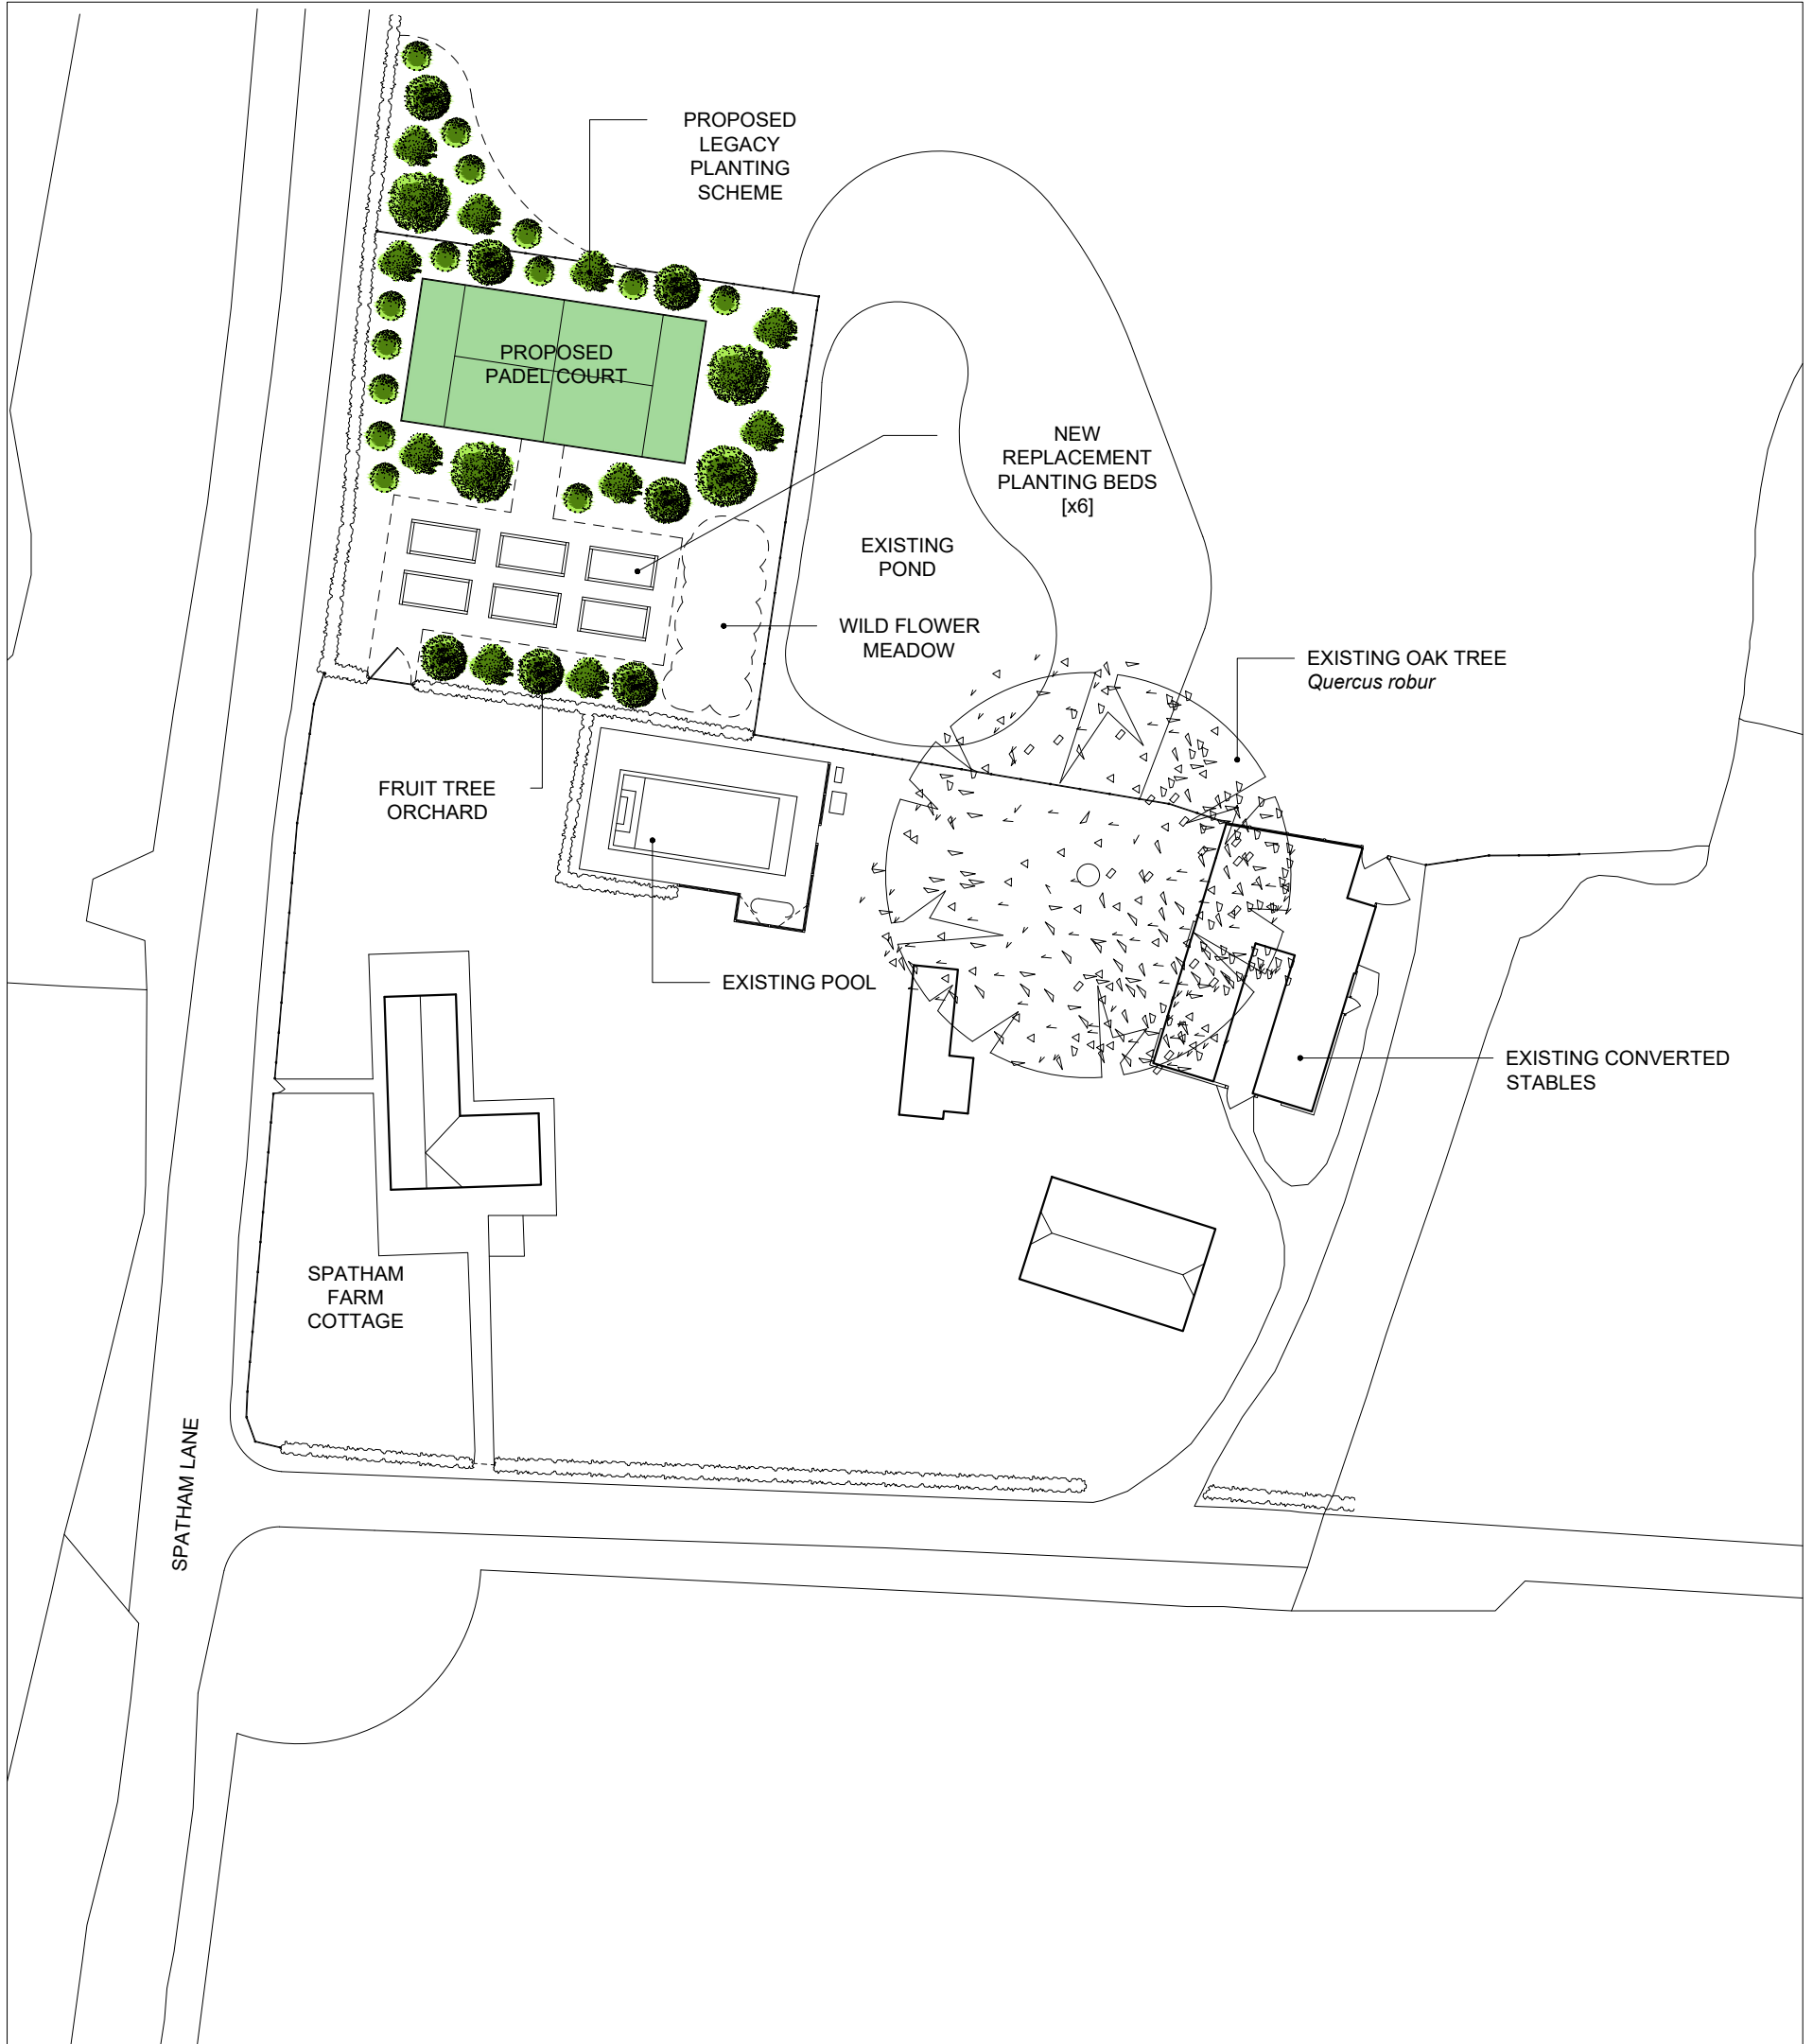 PROPOSED
LEGACY
PLANTING
SCHEME
PROPOSED
PADEL COURT
NEW
REPLACEMENT
PLANTING BEDS
[x6]
EXISTING
POND
WILD FLOWER
MEADOW
EXISTING OAK TREE
Quercus robur
FRUIT TREE
ORCHARD
EXISTING POOL
EXISTING CONVERTED
STABLES
SPATHAM
FARM
COTTAGE
SPATHAM LANE